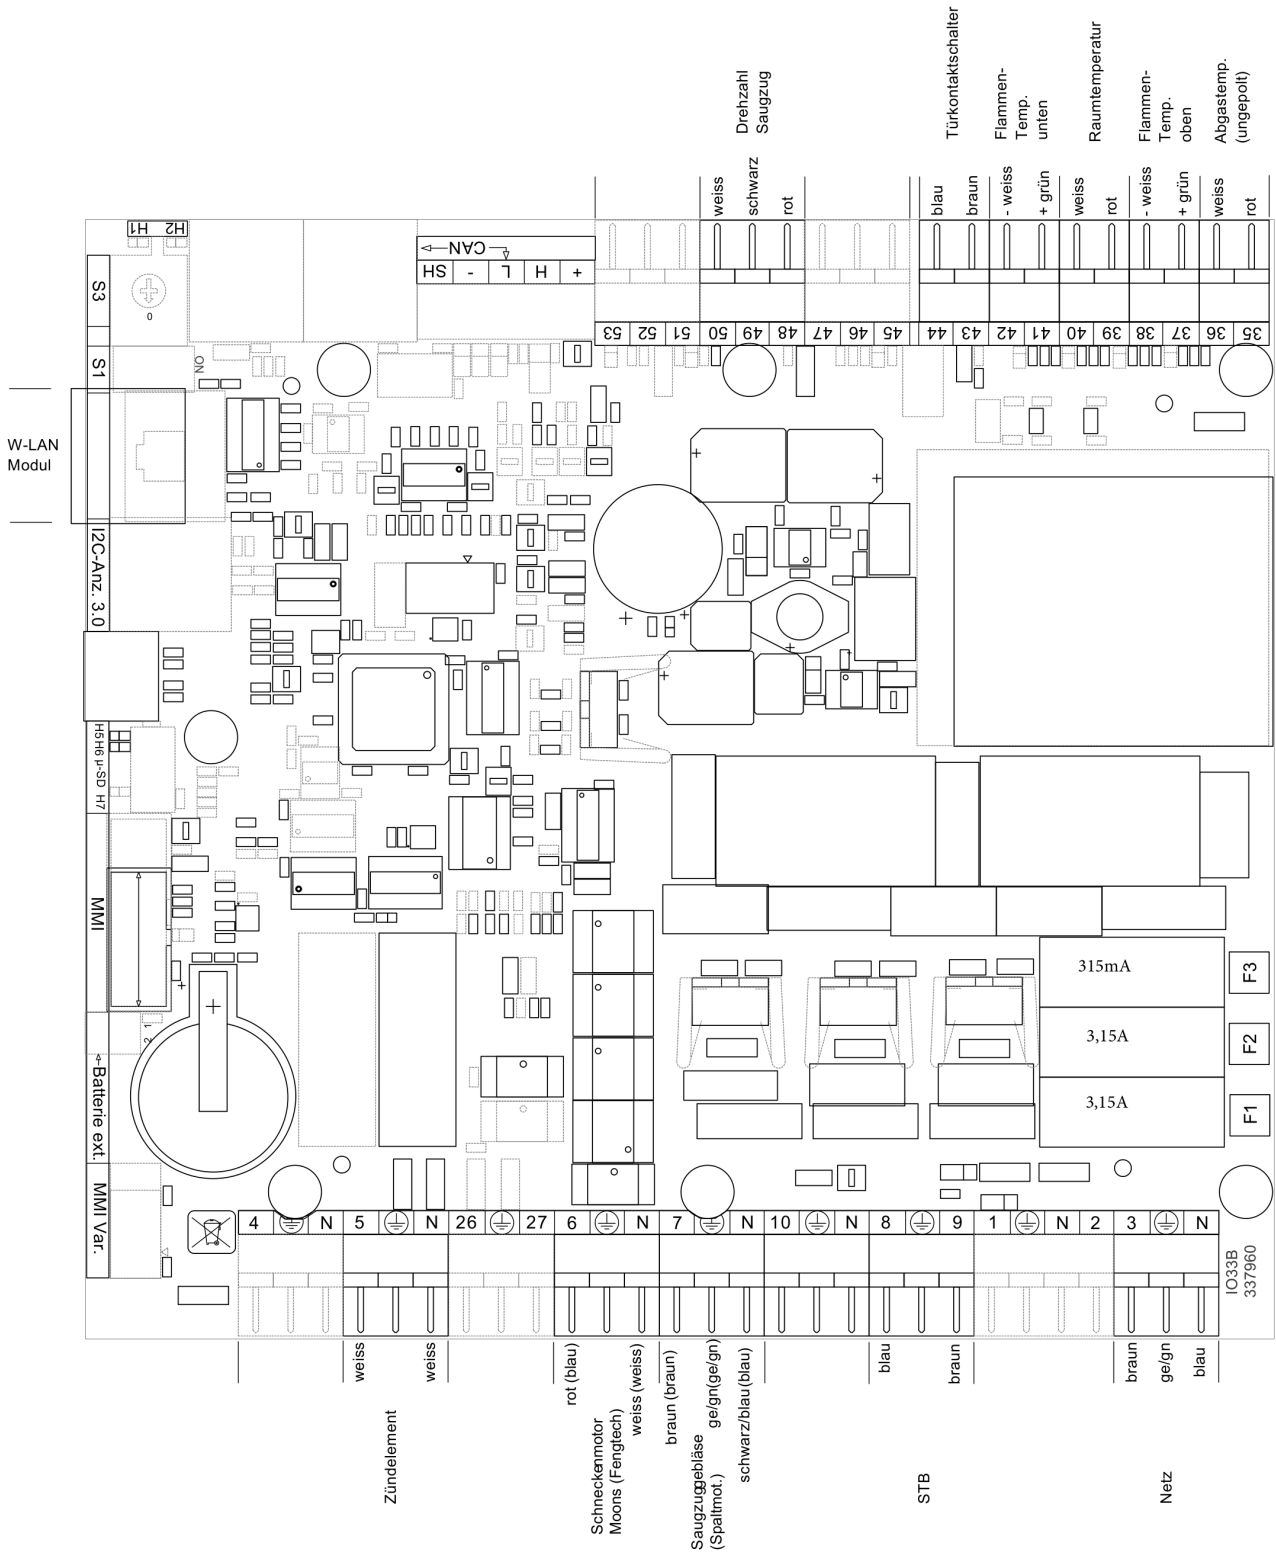 Drehzahl
Saugzug
Türkontaktschalter
Flammen-
Temp.
unten
Raumtemperatur
Flammen-
Temp.
oben
Abgastemp.
(ungepolt)
weiss
schwarz
rot
blau
braun
- weiss
+ grün
weiss
rot
- weiss
+ grün
weiss
rot
H1 H2
CAN
SH - L H +
53 52 51 50 49 48 47 46 45 44 43 42 41 40 39 38 37 36 35
S3
0
S1
ON
W-LAN
Modul
I2C-Anz. 3.0
H5 H6 µ-SD H7
MMI
2 1
Batterie ext.
MMI Var.
+
+
+
+
+
+
+
+
315mA
F3
3,15A
F2
3,15A
F1
4 N 5 N 26 27 6 N 7 N 10 N 8 9 1 N 2 3 N
IO33B
337960
weiss
weiss
rot (blau)
weiss (weiss)
braun (braun)
ge/gn(ge/gn)
schwarz/blau (blau)
blau
braun
braun
ge/gn
blau
Zündelement
Schneckenmotor
Moons (Fengtech)
Saugzuggebläse
(Spaltmot.)
STB
Netz